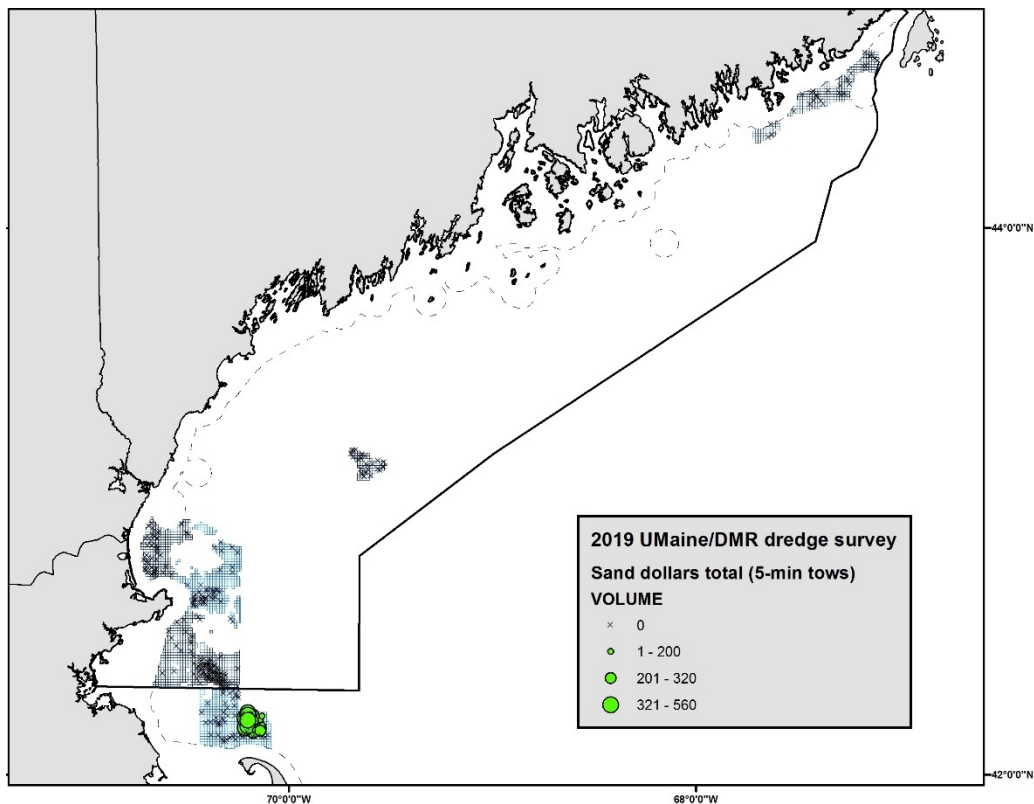 44°0'0"N
2019 UMaine/DMR dredge survey
Sand dollars total (5-min tows)
VOLUME
0
1 - 200
201 - 320
321 - 560
42°0'0"N
70°0'0"W
68°0'0"W